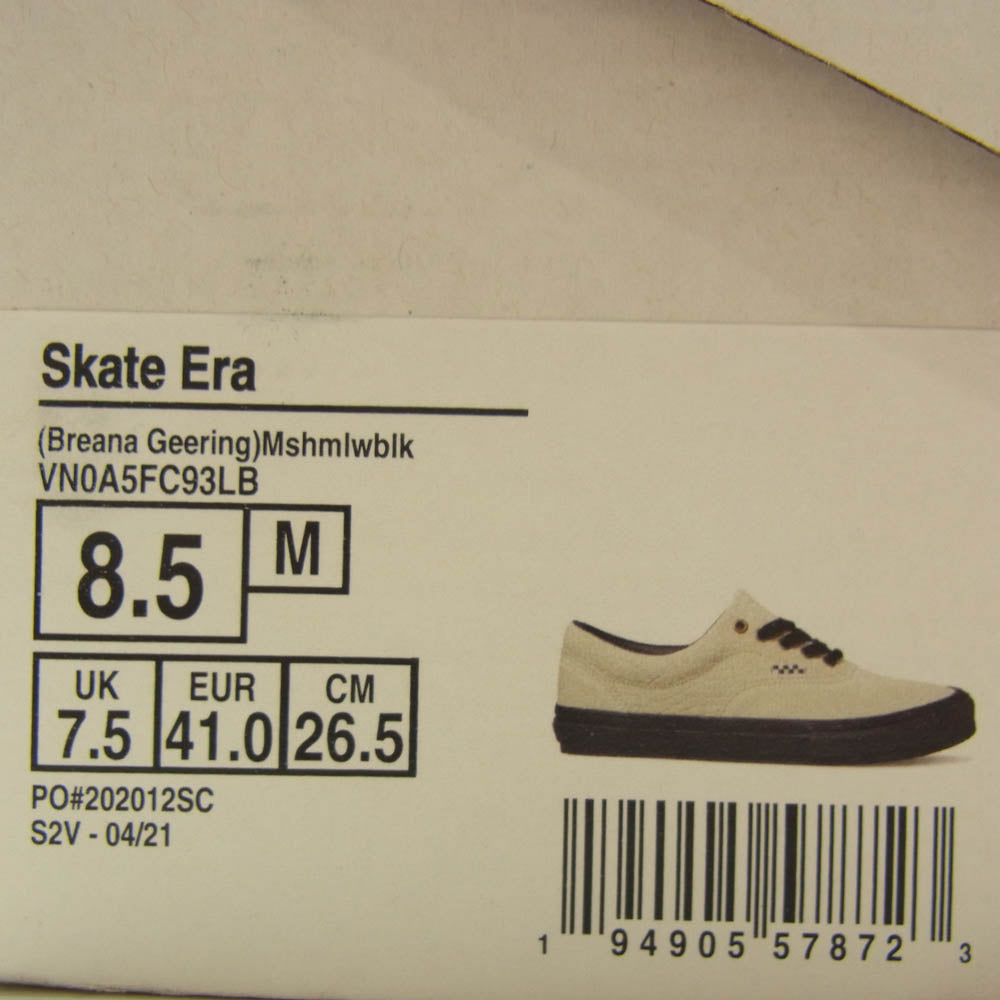 Skate Era
(Breana Geering)Mshmlwblk
VN0A5FC93LB
8.5 M
UK EUR CM
7.5 41.0 26.5
PO#202012SC
S2V - 04/21
1 94905 57872 3